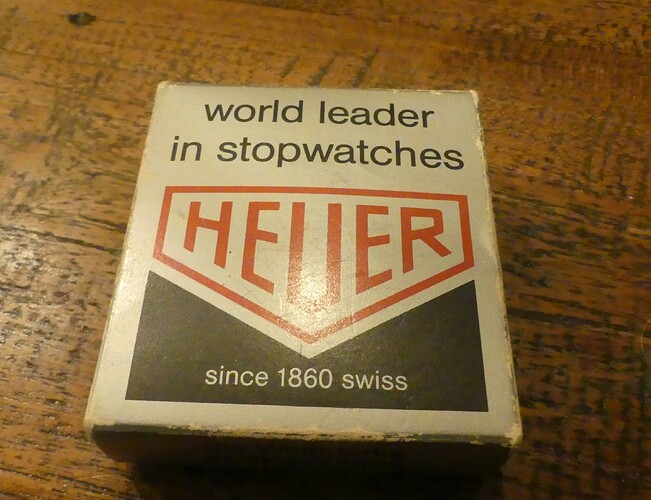 world leader
in stopwatches
HEUER
since 1860 swiss